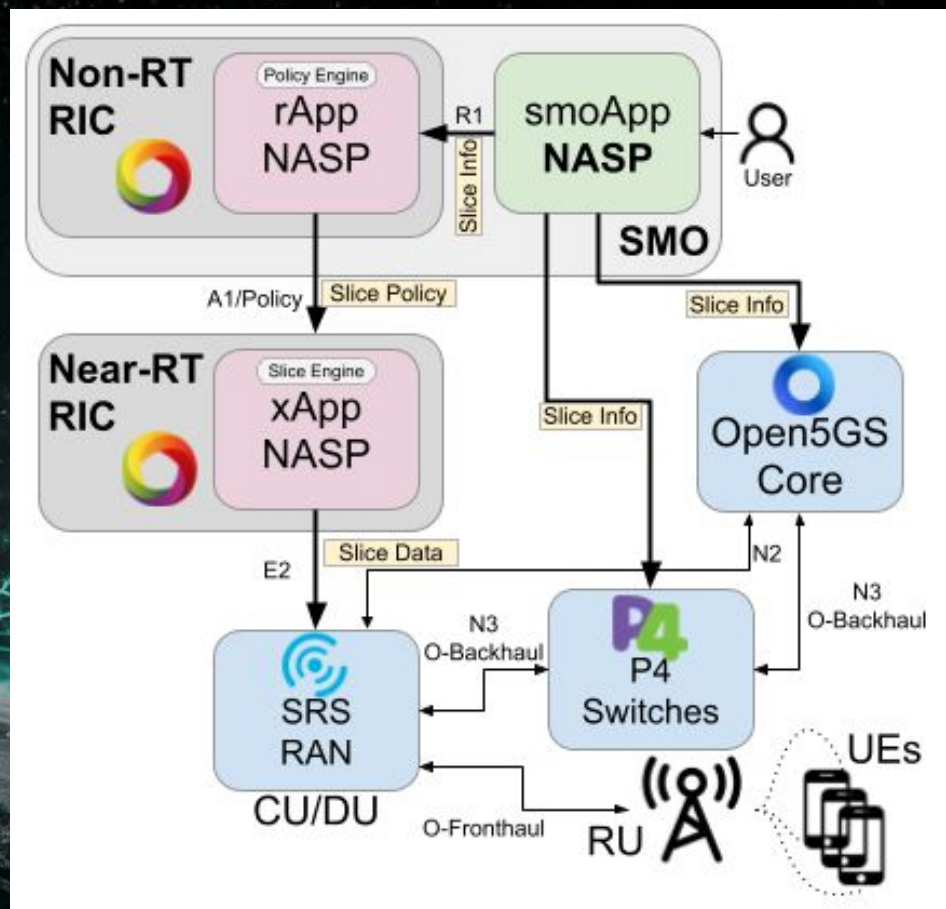 Non-RT
RIC
Policy Engine
rApp
NASP
R1
Slice Info
smoApp
NASP
User
SMO
A1/Policy
Slice Policy
Slice Info
Near-RT
RIC
Slice Engine
xApp
NASP
Slice Info
Open5GS
Core
E2
Slice Data
N2
N3
O-Backhaul
N3
O-Backhaul
SRS
RAN
CU/DU
P4
P4
Switches
O-Fronthaul
RU
UEs